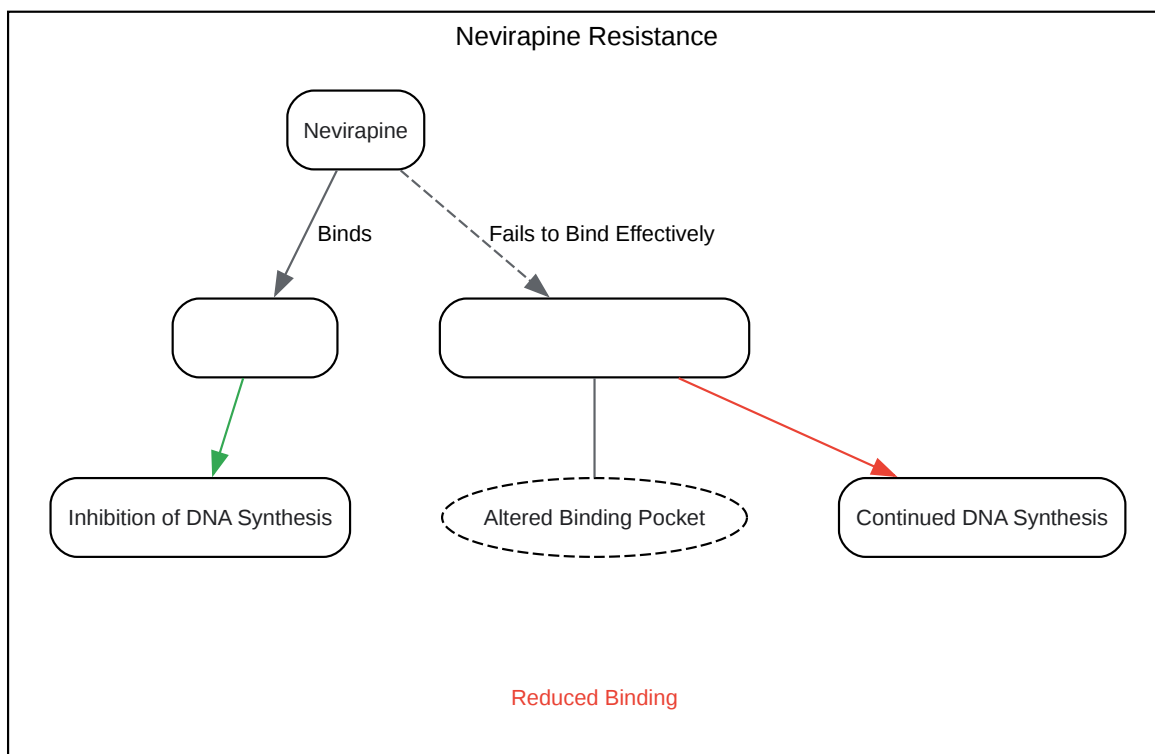 Nevirapine Resistance
Nevirapine
Binds
Fails to Bind Effectively
Inhibition of DNA Synthesis
Altered Binding Pocket
Continued DNA Synthesis
Reduced Binding